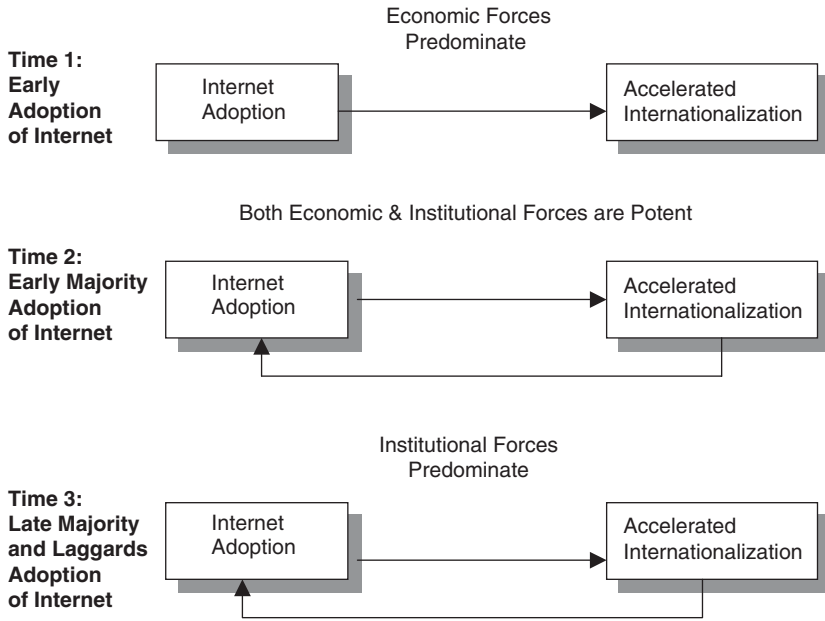 Economic Forces
Predominate
Time 1:
Early
Adoption
of Internet
Internet
Adoption
Accelerated
Internationalization
Both Economic & Institutional Forces are Potent
Time 2:
Early Majority
Adoption
of Internet
Internet
Adoption
Accelerated
Internationalization
Institutional Forces
Predominate
Time 3:
Late Majority
and Laggards
Adoption
of Internet
Internet
Adoption
Accelerated
Internationalization